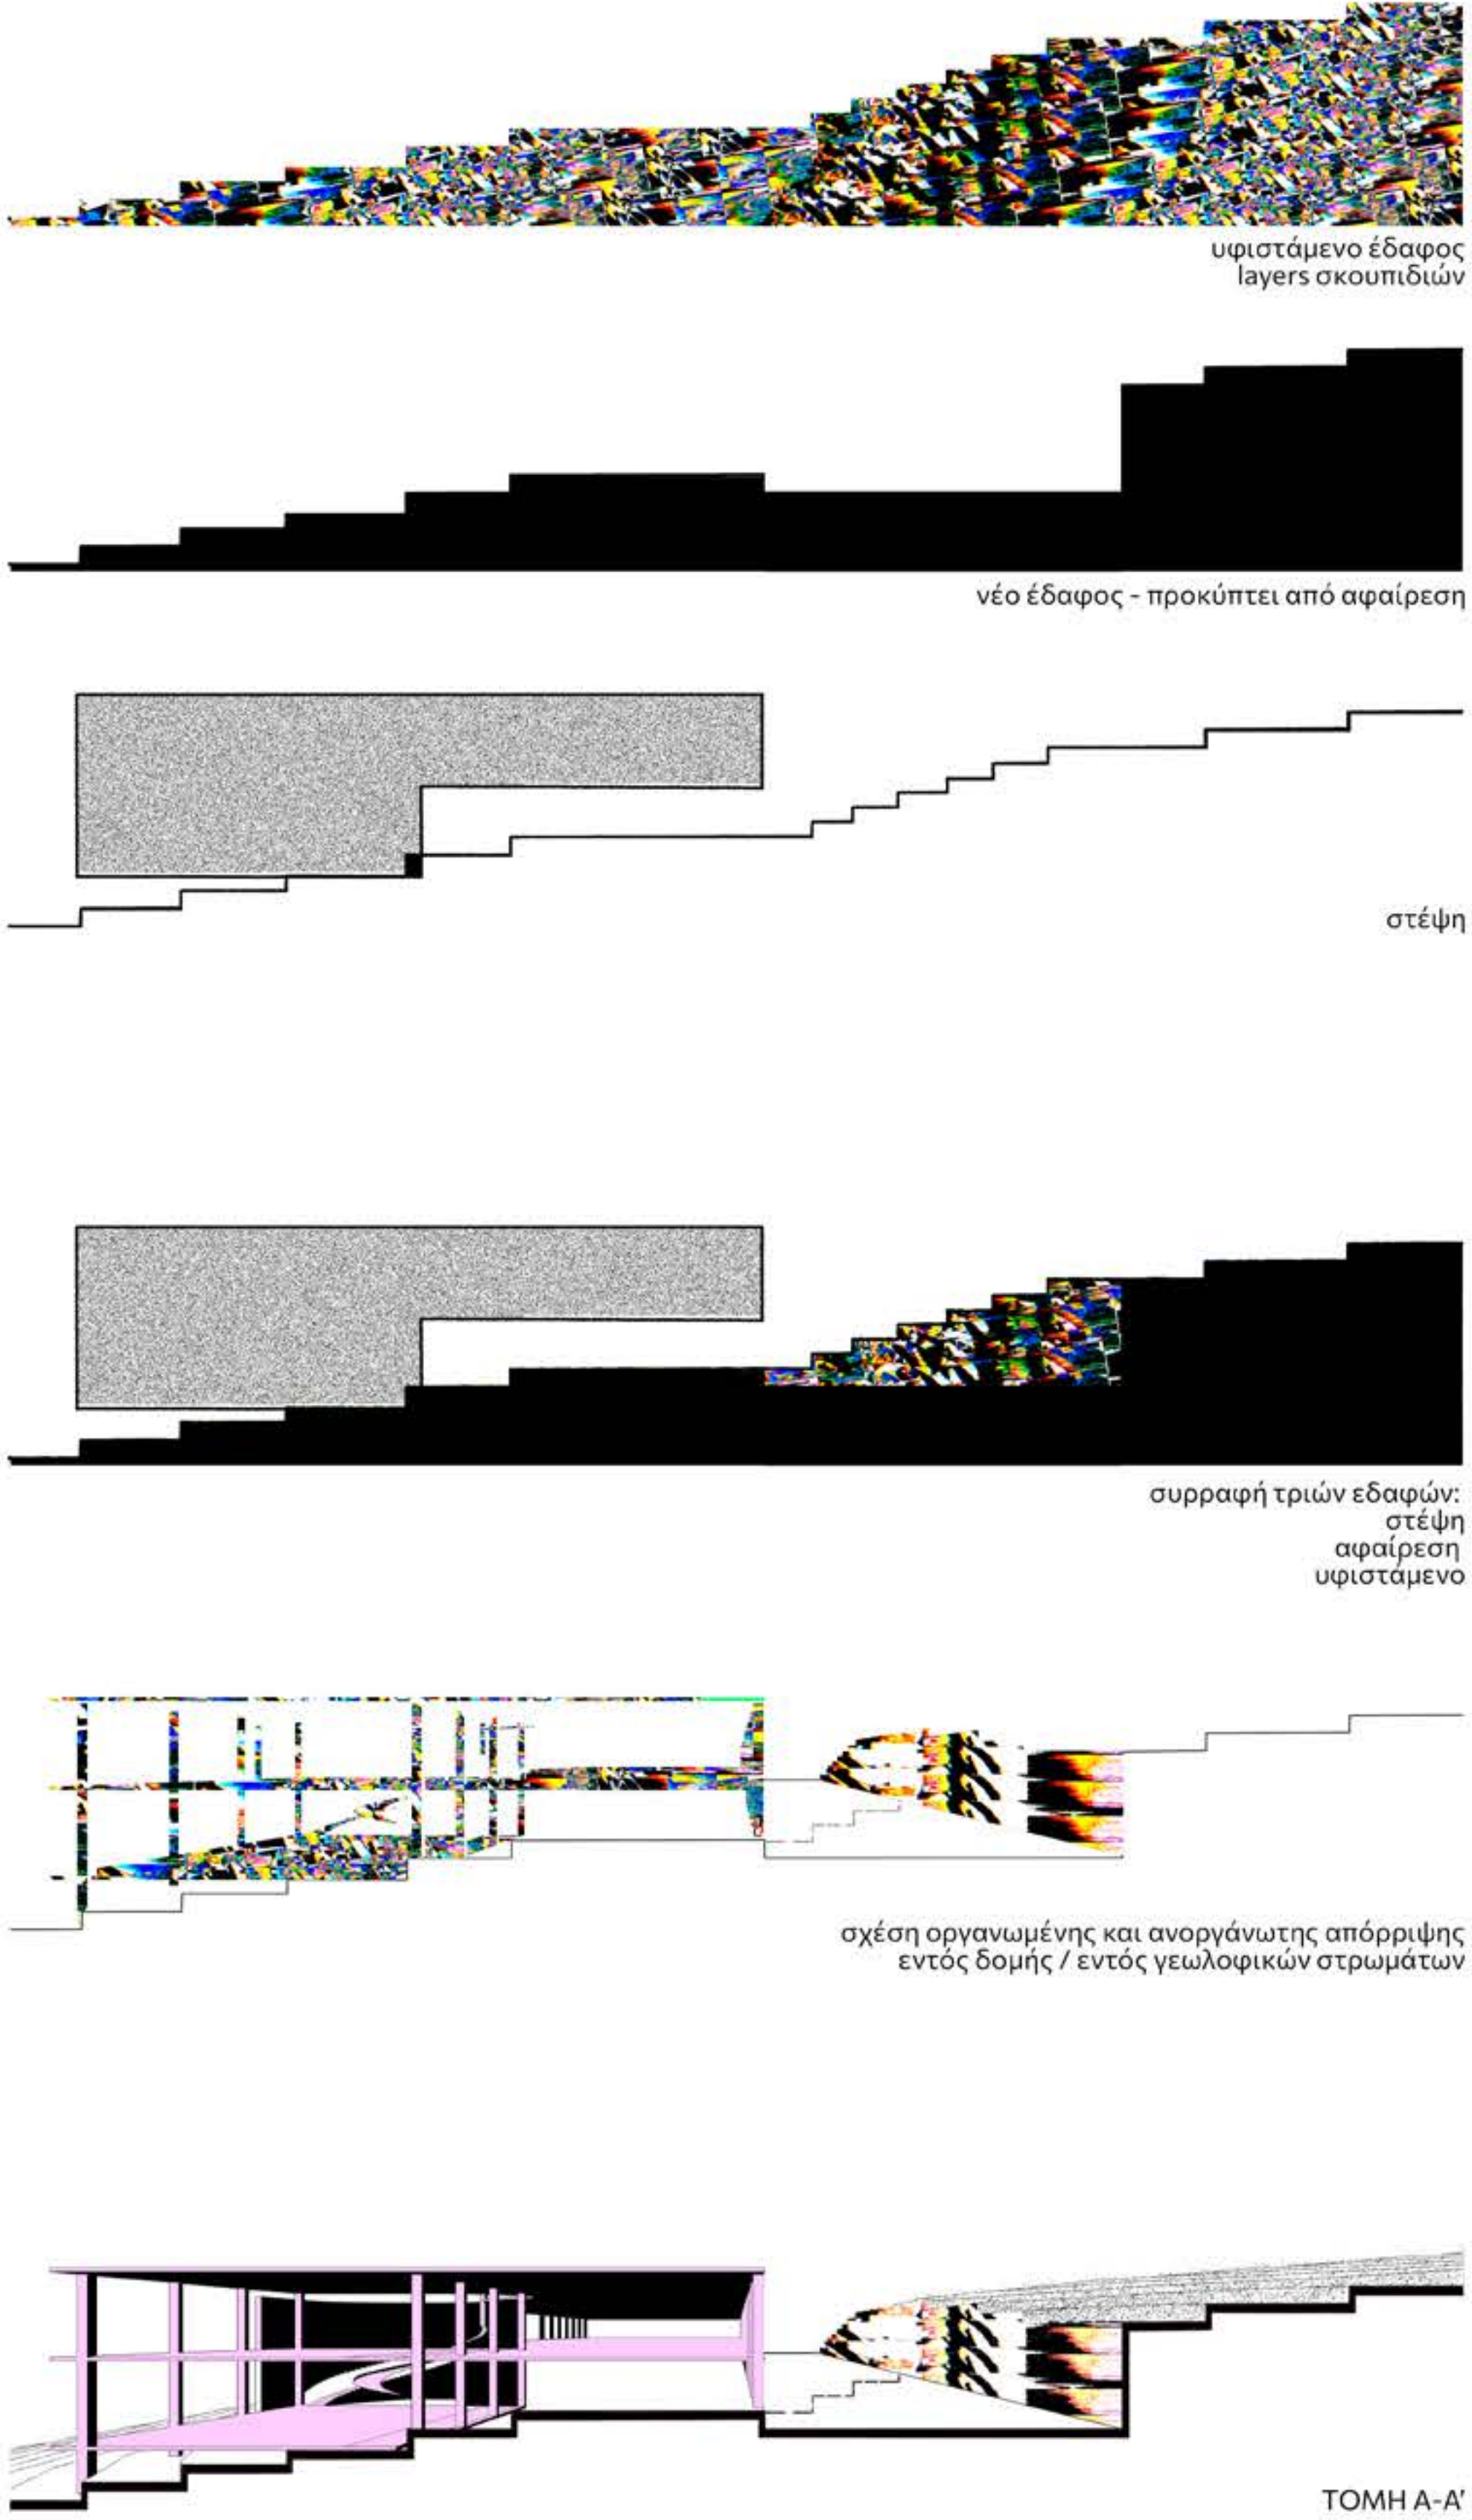 υφιστάμενο έδαφος
layers σκουπιδιών
νέο έδαφος - προκύπτει από αφαίρεση
στέψη
συρραφή τριών εδαφών:
στέψη
αφαίρεση
υφιστάμενο
σχέση οργανωμένης και ανοργάνωτης απόρριψης
εντός δομής / εντός γεωλοφικών στρωμάτων
ΤΟΜΗ Α-Α'